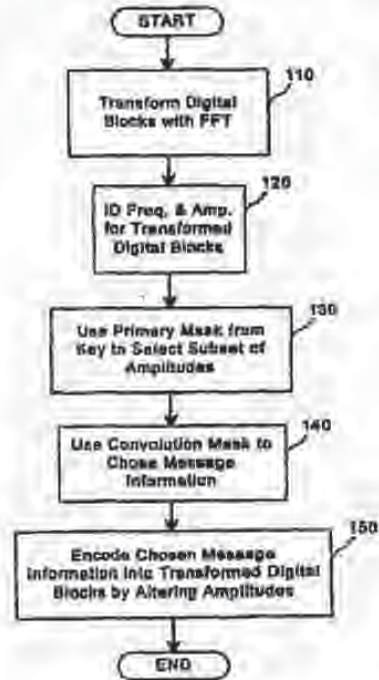 START
110
Transform Digital
Blocks with FFT
120
ID Freq. & Amp.
for Transformed
Digital Blocks
130
Use Primary Mask from
Key to Select Subset of
Amplitudes
140
Use Convolution Mask to
Chose Message
Information
150
Encode Chosen Message
Information into Transformed Digital
Blocks by Altering Amplitudes
END